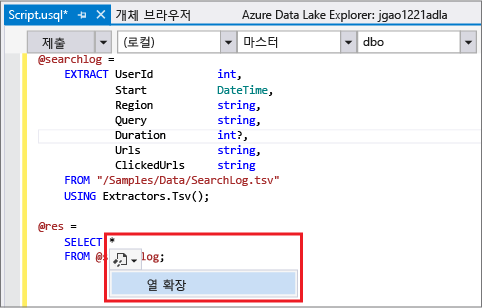 Script.usql* 개체 브라우저 Azure Data Lake Explorer: jgao1221adla
제출 (로컬) 마스터 dbo
@searchlog =
EXTRACT UserId int,
Start DateTime,
Region string,
Query string,
Duration int?,
Urls string,
ClickedUrls string
FROM "/Samples/Data/SearchLog.tsv"
USING Extractors.Tsv();
@res =
SELECT *
FROM @s log;
열 확장